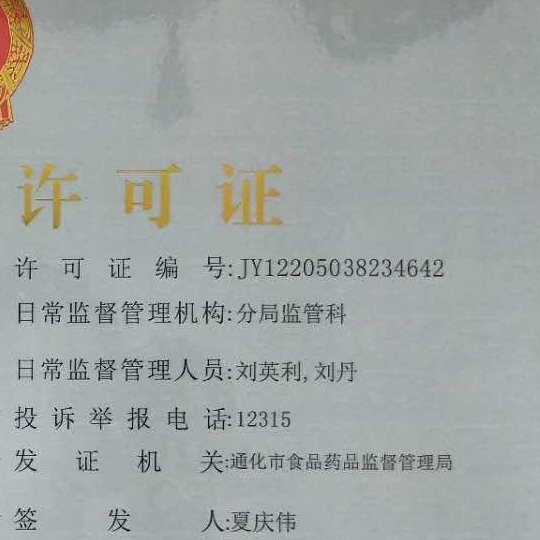 许可证
许可证编号:JY12205038234642
日常监督管理机构:分局监管科
日常监督管理人员:刘英利,刘丹
投诉举报电话:12315
发证机关:通化市食品药品监督管理局
签发人:夏庆伟